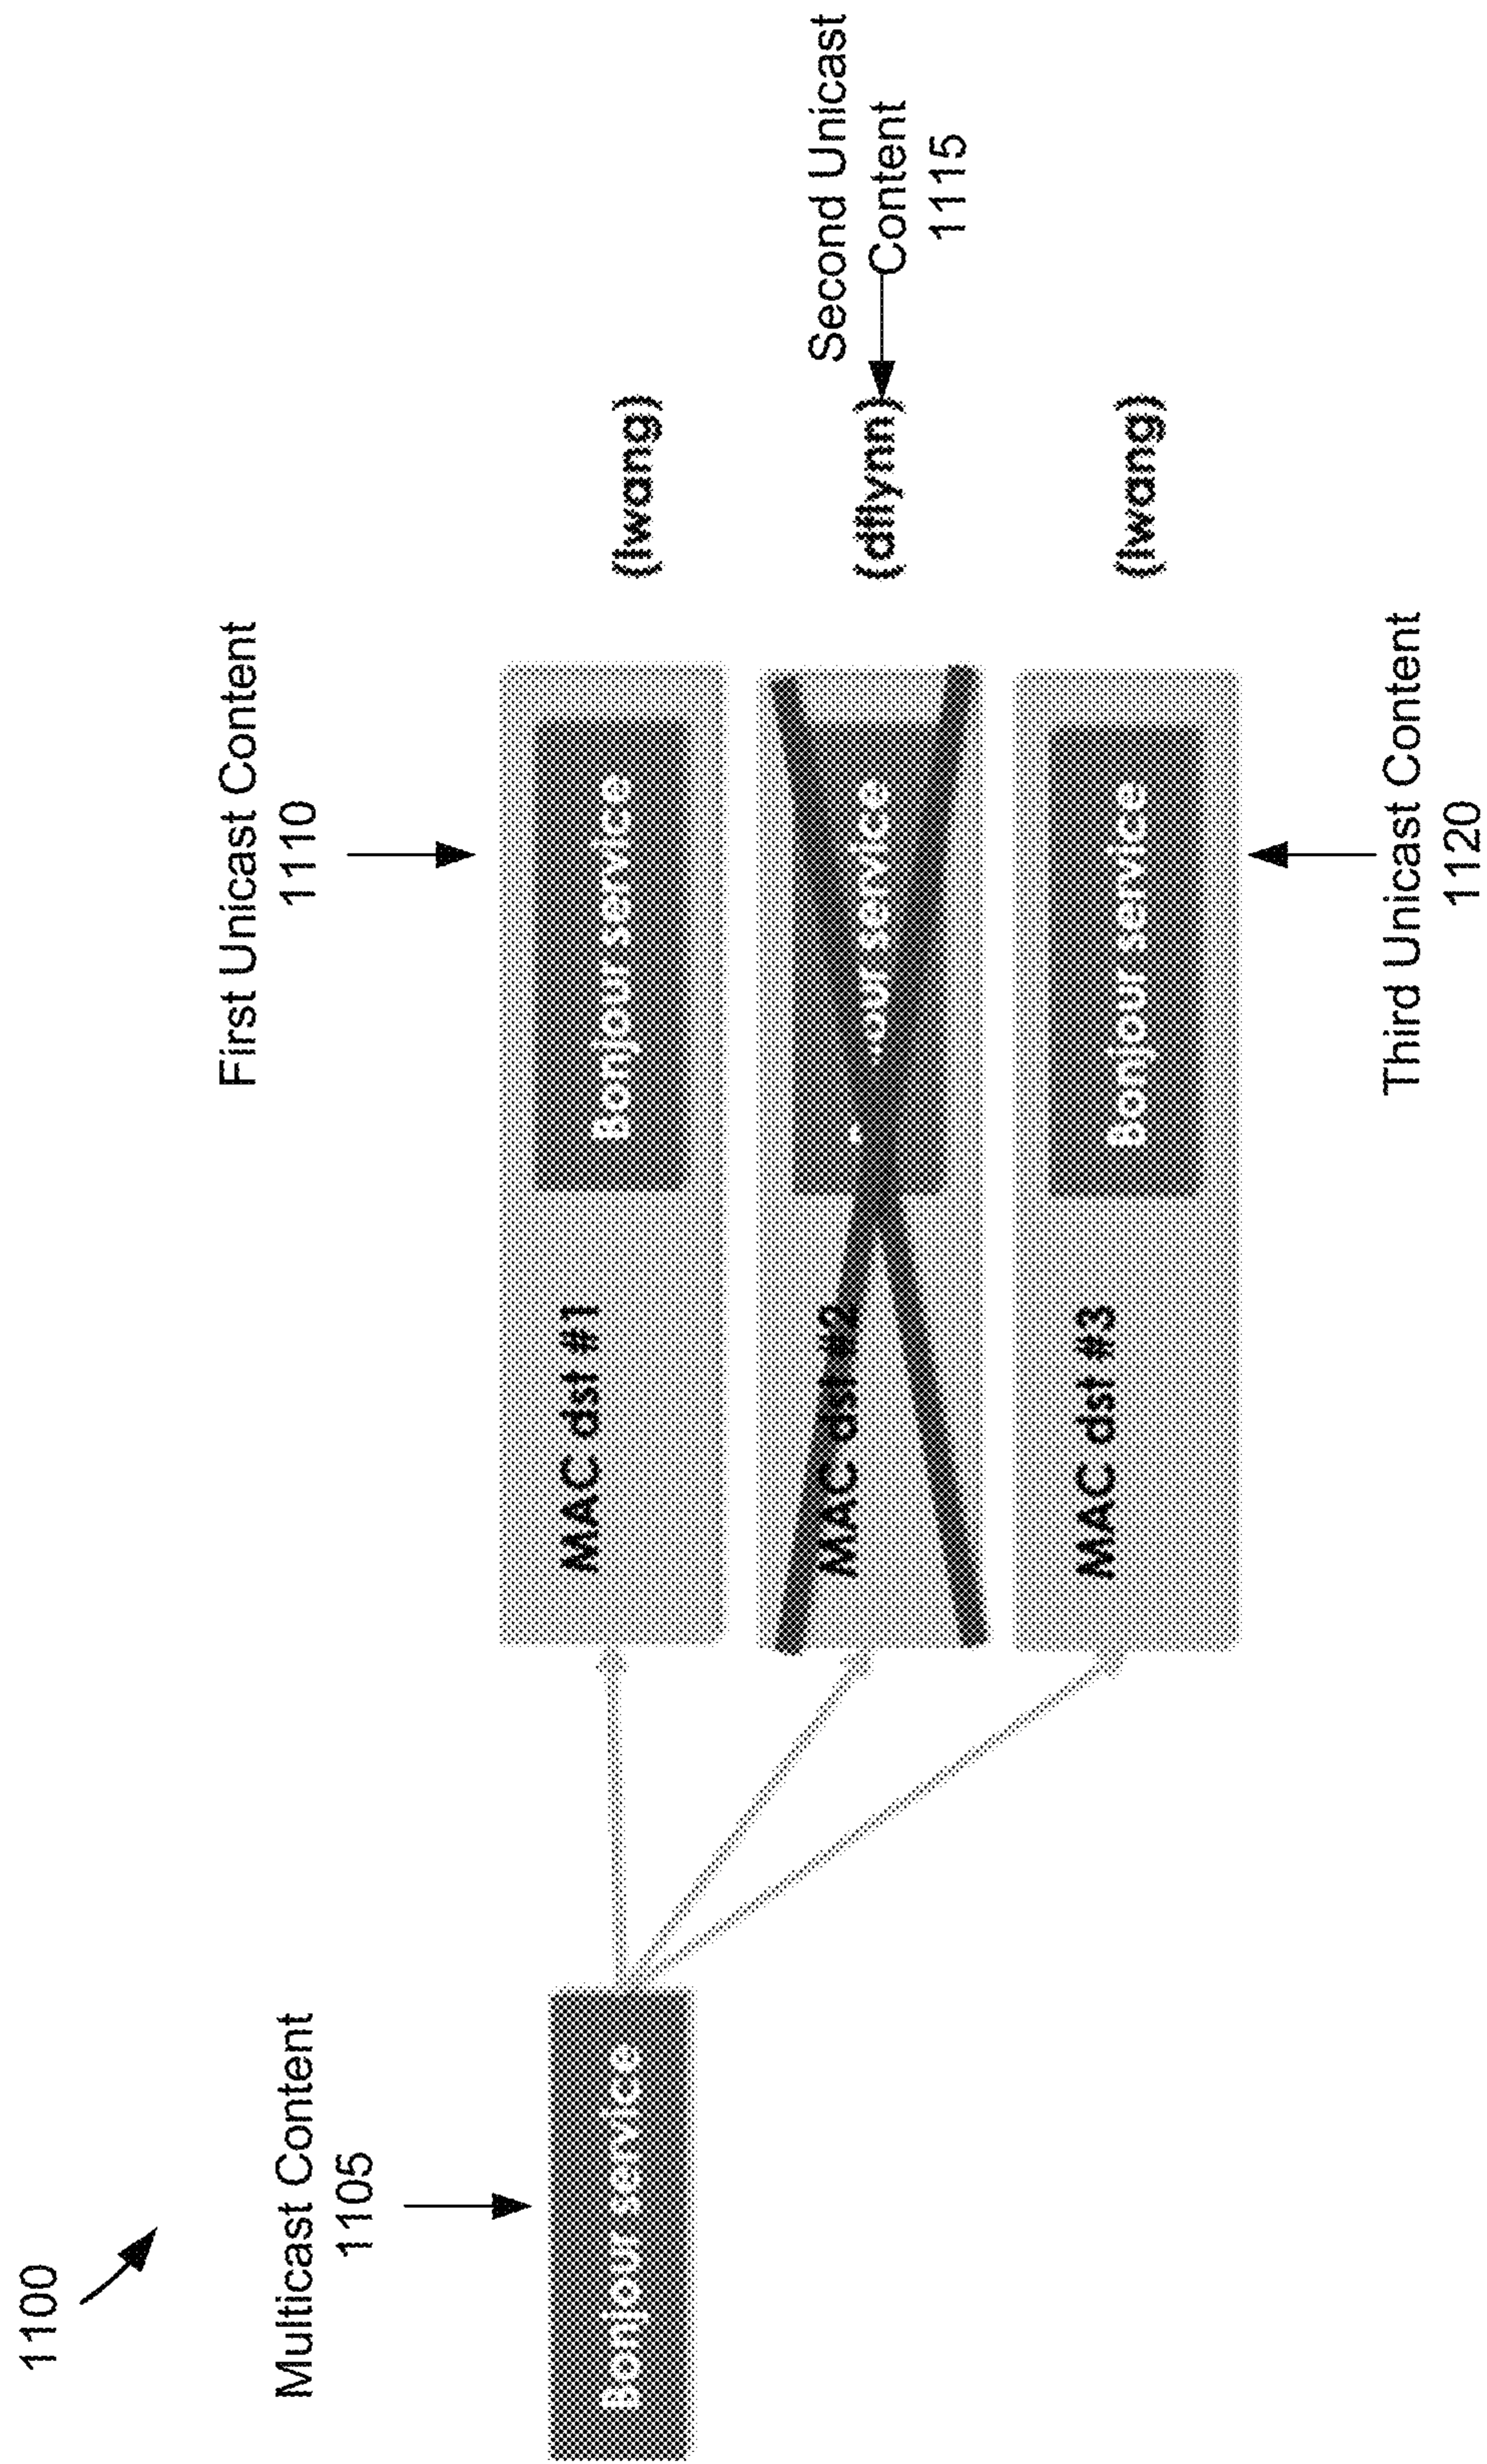 1100
Multicast Content
1105
Bonjour service
First Unicast Content
1110
MAC dst #1
Bonjour service
(lwang)
MAC dst #2
service
(dflynn)
Second Unicast
Content
1115
MAC dst #3
Bonjour service
(lwang)
Third Unicast Content
1120